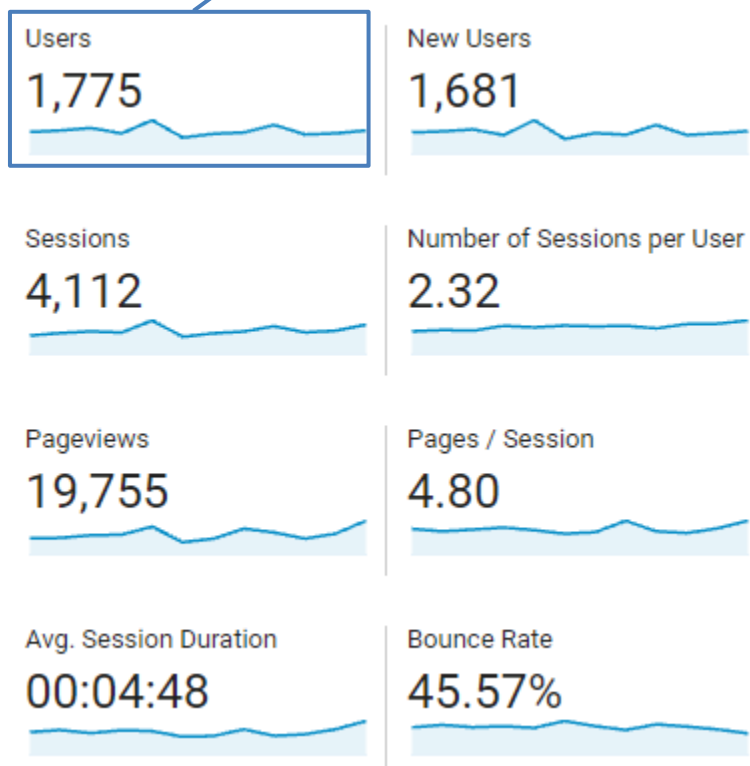 Users
1,775
New Users
1,681
Sessions
4,112
Number of Sessions per User
2.32
Pageviews
19,755
Pages / Session
4.80
Avg. Session Duration
00:04:48
Bounce Rate
45.57%